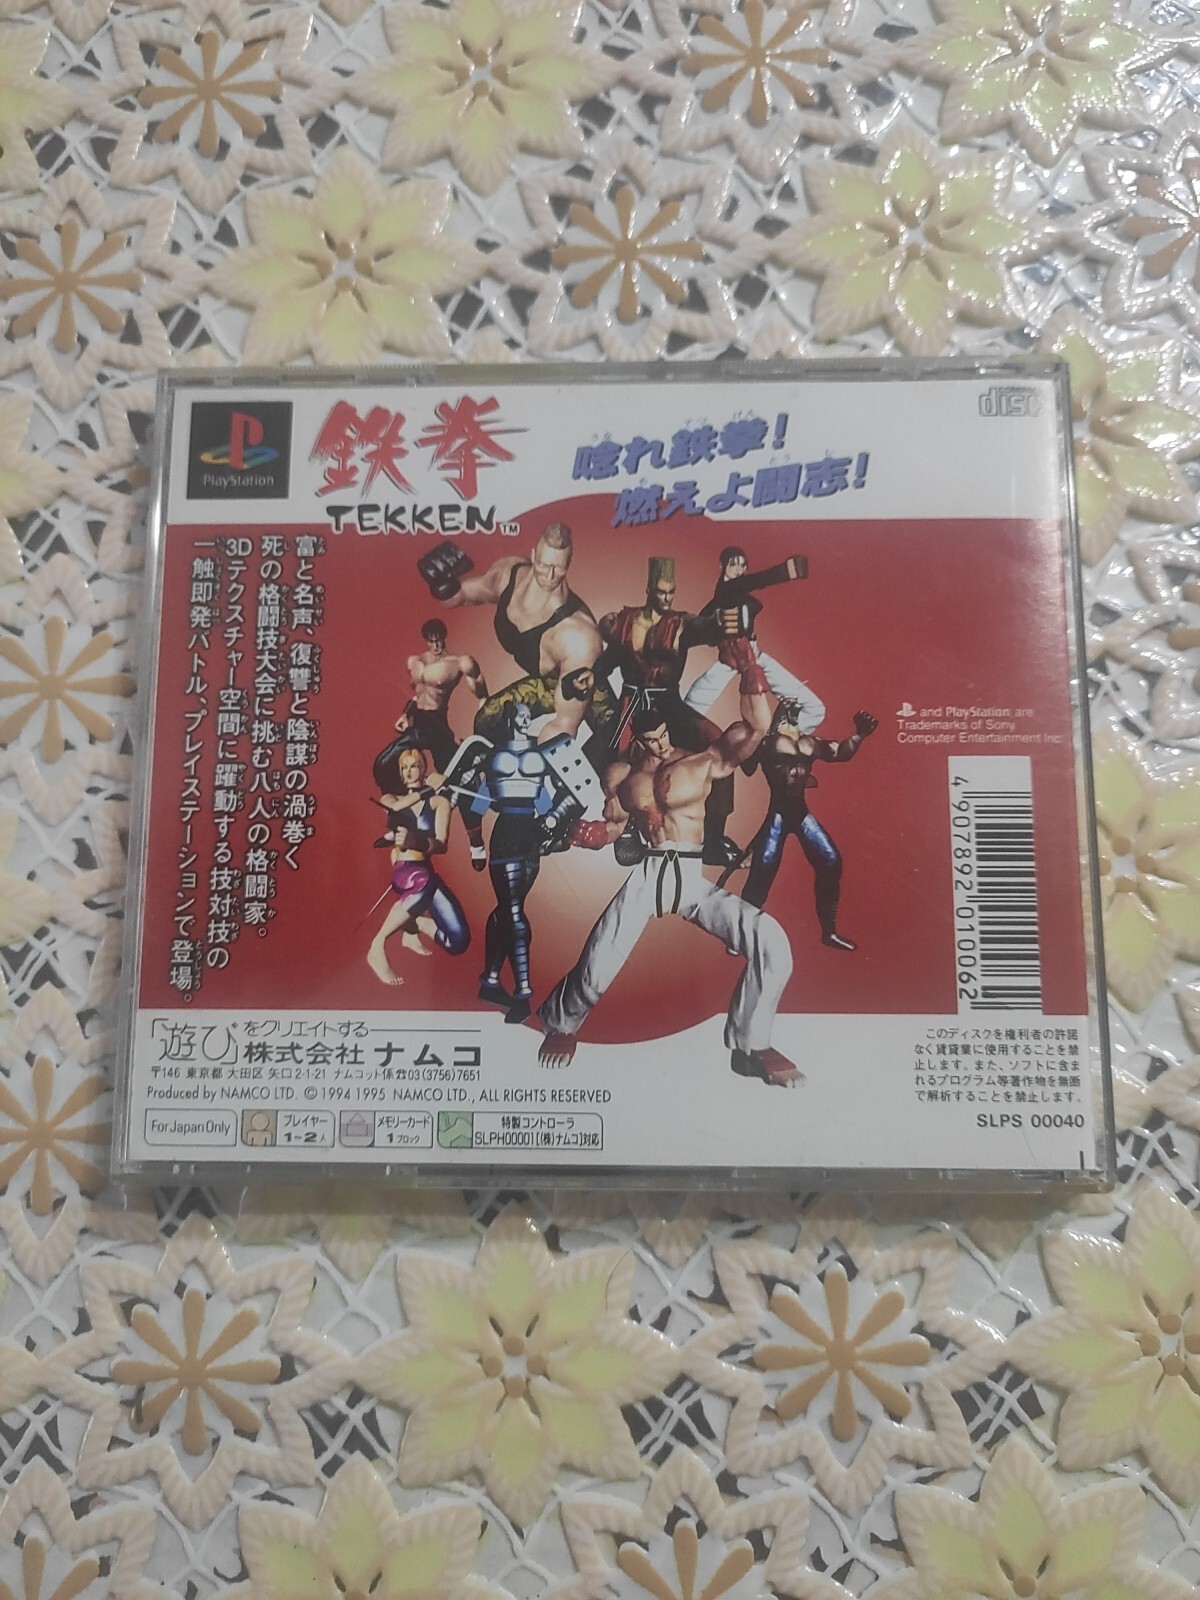 PlayStation
鉄拳
TEKKEN™
唸れ鉄拳!
燃えよ闘志!
disc
富と名声、復讐と陰謀の渦巻く
死の格闘技大会に挑む八人の格闘家。
3Dテクスチャー空間に躍動する技対技の
一触即発バトル、プレイステーションで登場。
and PlayStation are
Trademarks of Sony
Computer Entertainment Inc
4 907892 010062
「遊び」をクリエイトする
株式会社ナムコ
〒146 東京都 大田区 矢口2-1-21 ナムコット係☎03(3756)7651
Produced by NAMCO LTD. © 1994 1995 NAMCO LTD., ALL RIGHTS RESERVED
このディスクを権利者の許諾
なく賃貸業に使用することを禁
止します。また、ソフトに含ま
れるプログラム等著作物を無断
で解析することを禁止します。
SLPS 00040
For Japan Only
プレイヤー
1~2人
メモリーカード
1ブロック
特製コントローラ
SLPH00001[(株)ナムコ]対応